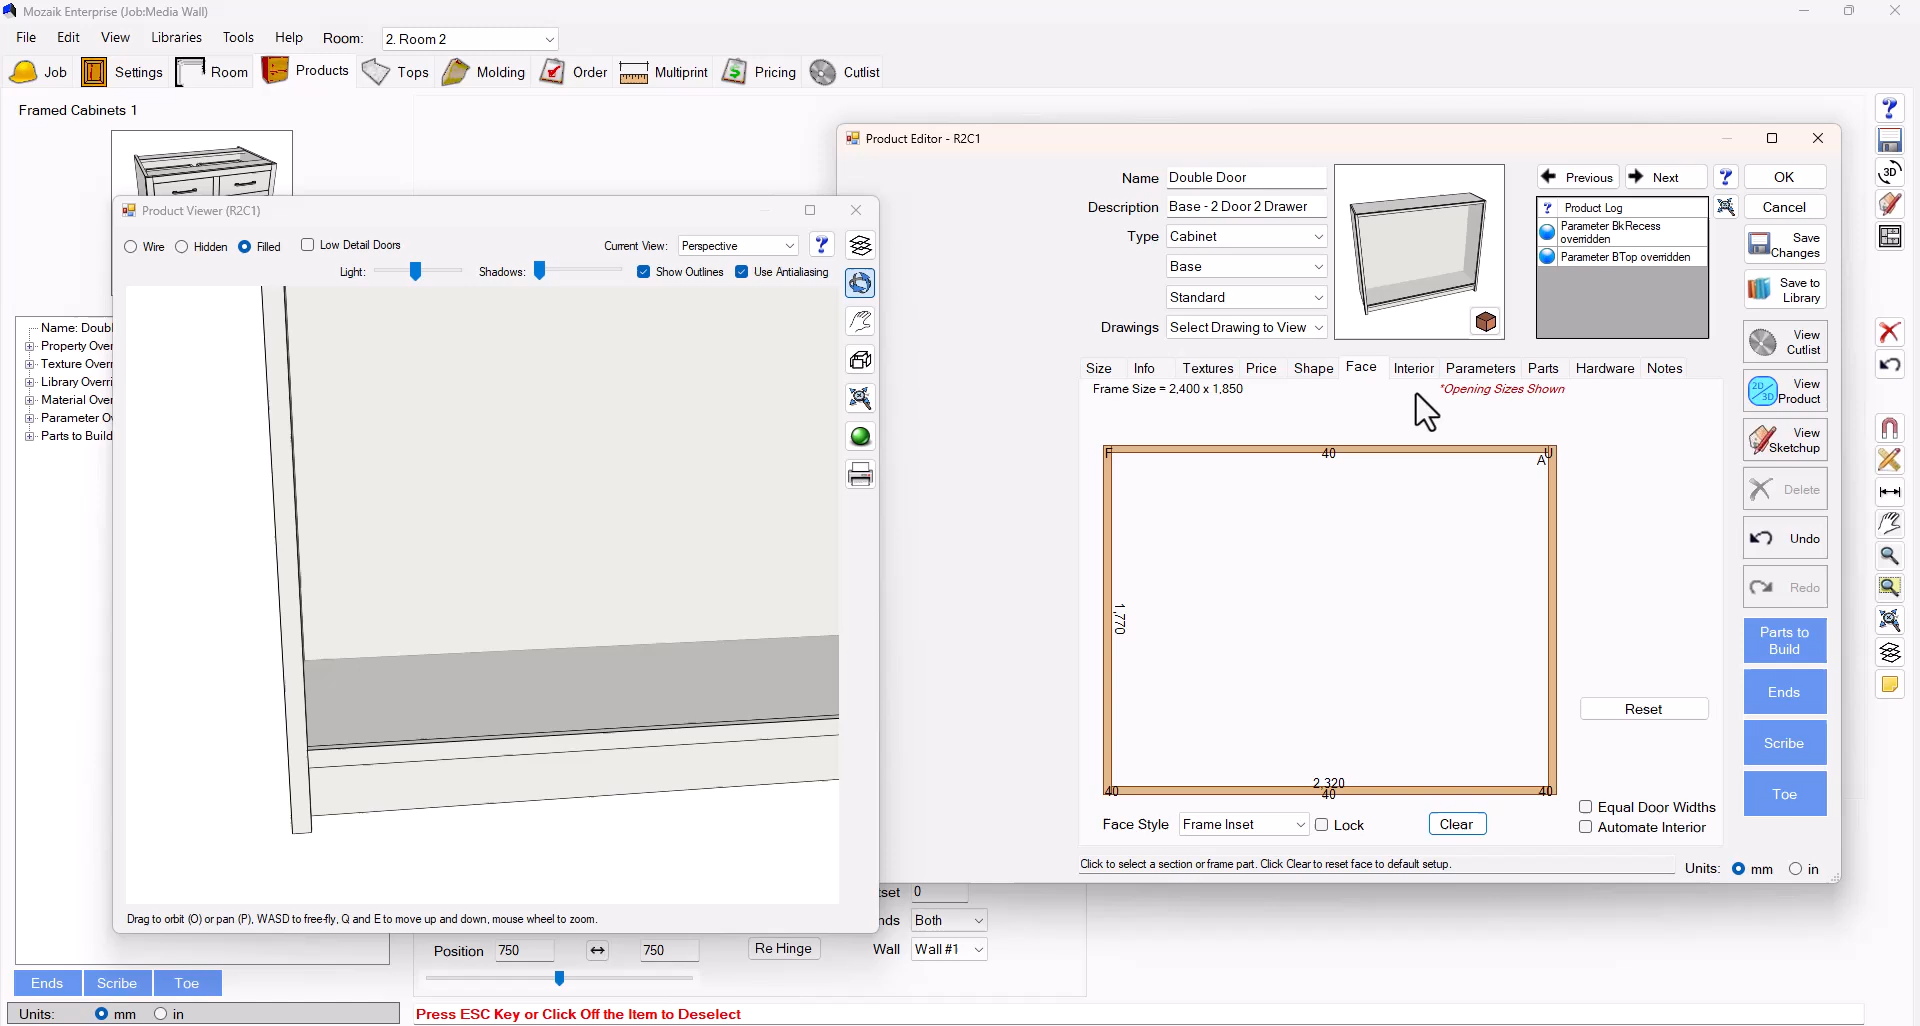 Mozaik Enterprise (Job:Media Wall)
File Edit View Libraries Tools Help Room: 2. Room 2
Job Settings Room Products Tops Molding Order Multiprint Pricing Cutlist
Framed Cabinets 1
Name: Doubl
Property Over
Texture Overr
Library Overri
Material Over
Parameter O
Parts to Build
Product Viewer (R2C1)
Wire Hidden Filled Low Detail Doors Current View: Perspective ?
Light: Shadows: Show Outlines Use Antialiasing
Drag to orbit (O) or pan (P), WASD to freefly, Q and E to move up and down, mouse wheel to zoom.
Product Editor - R2C1
Name Double Door
Description Base - 2 Door 2 Drawer
Type Cabinet
Base
Standard
Drawings Select Drawing to View
Previous Next ? OK
? Product Log
Parameter BkRecess
overridden
Parameter BTop overridden
Cancel
Save
Changes
Save to
Library
View
Cutlist
2D/3D View
Product
View
Sketchup
Delete
Undo
Redo
Parts to
Build
Ends
Scribe
Toe
Size Info Textures Price Shape Face Interior Parameters Parts Hardware Notes
Frame Size = 2,400 x 1,850 *Opening Sizes Shown
F 40 U
A
1,770
2,320
40 40 40
Reset
Equal Door Widths
Automate Interior
Face Style Frame Inset Lock Clear
Click to select a section or frame part. Click Clear to reset face to default setup.
Units: mm in
set 0
nds Both
Position 750 750 Re Hinge Wall Wall #1
Ends Scribe Toe
Units: mm in
Press ESC Key or Click Off the Item to Deselect
?
3D